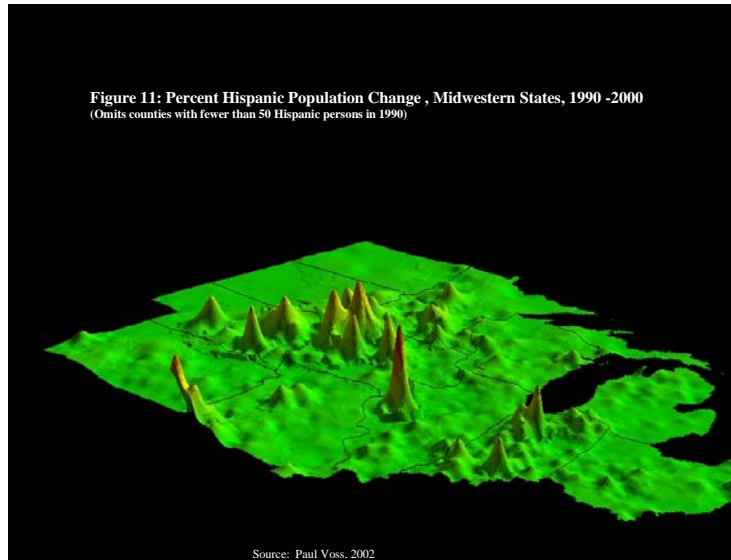 Figure 11: Percent Hispanic Population Change , Midwestern States, 1990 -2000
(Omits counties with fewer than 50 Hispanic persons in 1990)
Source: Paul Voss. 2002